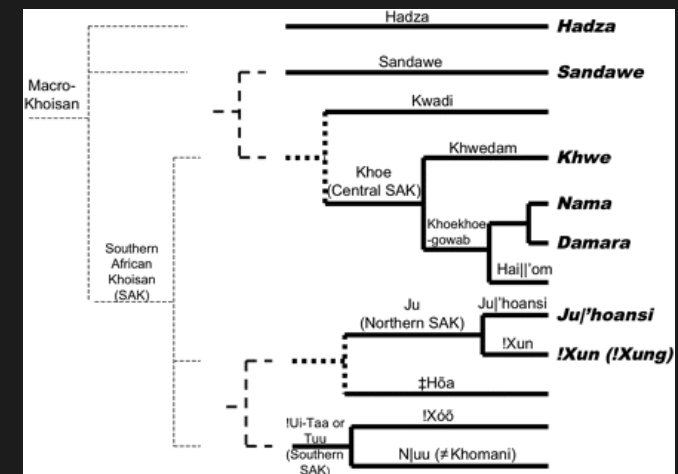 Hadza
Hadza
Sandawe
Sandawe
Macro-
Khoisan
Kwadi
Khwedam
Khwe
Khoe
(Central SAK)
Nama
Khoekhoe
-gowab
Damara
Southern
African
Khoisan
(SAK)
Hai||'om
Ju
(Northern SAK)
Ju|'hoansi
Ju|'hoansi
!Xun
!Xun (!Xung)
‡Hõa
!Ui-Taa or
Tuu
(Southern
SAK)
!Xóõ
N|uu (≠Khomani)